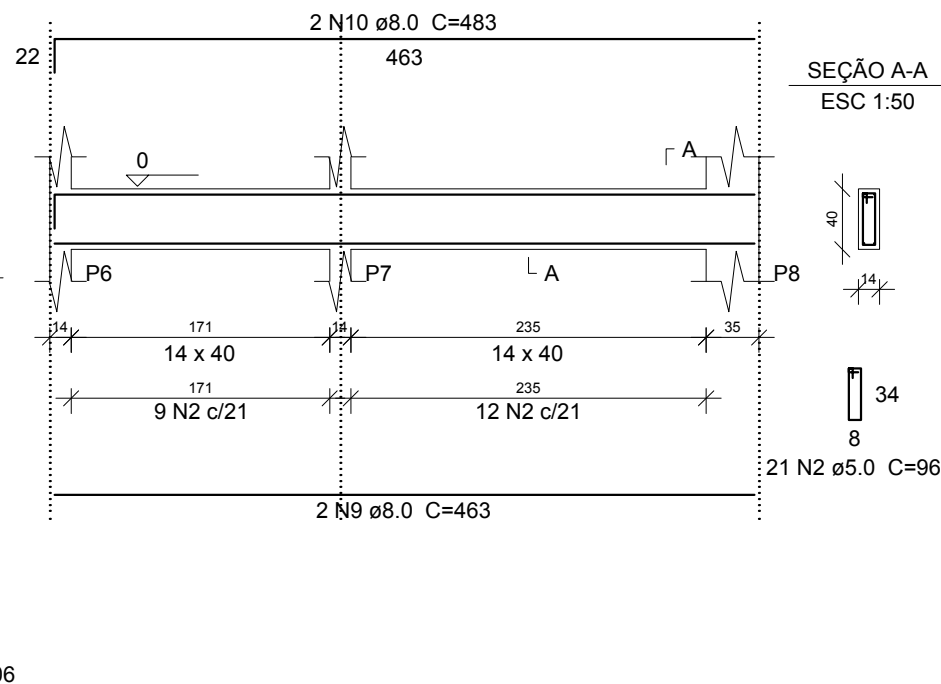 2 N10 ø8.0 C=483
22
463
SEÇÃO A-A
ESC 1:50
A
0
40
P6
P7
A
P8
14
14
171
14
235
35
14 x 40
14 x 40
171
235
9 N2 c/21
12 N2 c/21
34
8
21 N2 ø5.0 C=96
2 N9 ø8.0 C=463